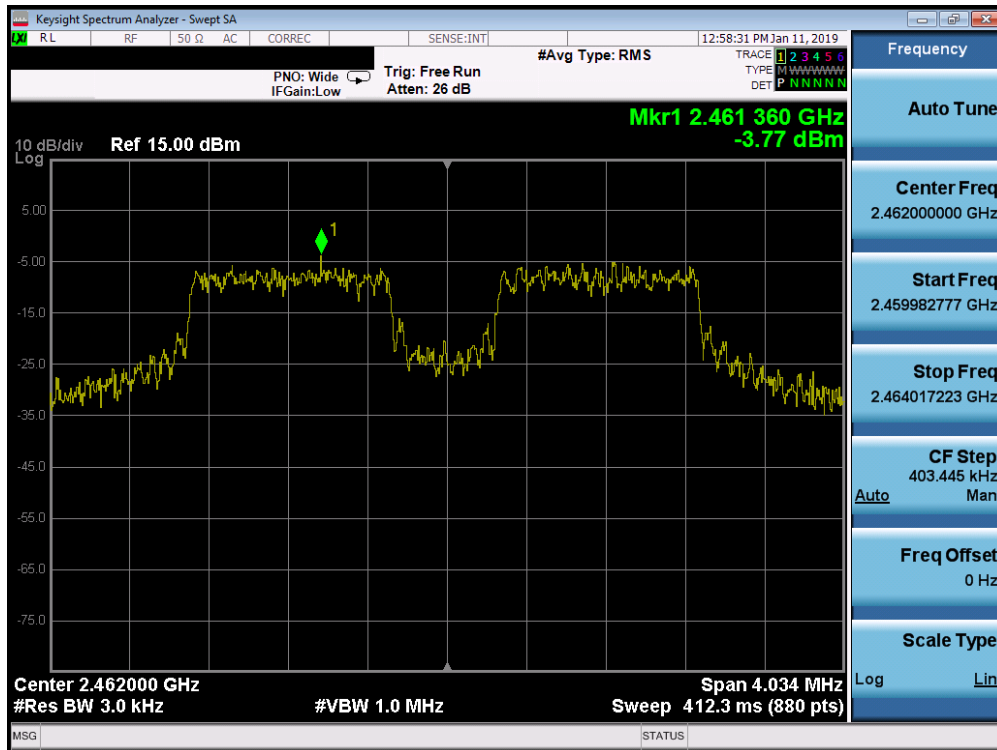 Keysight Spectrum Analyzer - Swept SA
LXI RL RF 50 Ω AC CORREC SENSE:INT 12:58:31 PM Jan 11, 2019
#Avg Type: RMS TRACE 1 2 3 4 5 6
PNO: Wide Trig: Free Run TYPE M WWWWW
IFGain:Low Atten: 26 dB DET P N N N N N
Mkr1 2.461 360 GHz
-3.77 dBm
10 dB/div Ref 15.00 dBm
Log
5.00
1
-5.00
-15.0
-25.0
-35.0
-45.0
-55.0
-65.0
-75.0
Center 2.462000 GHz Span 4.034 MHz
#Res BW 3.0 kHz #VBW 1.0 MHz Sweep 412.3 ms (880 pts)
MSG STATUS
Frequency
Auto Tune
Center Freq
2.462000000 GHz
Start Freq
2.459982777 GHz
Stop Freq
2.464017223 GHz
CF Step
403.445 kHz
Auto Man
Freq Offset
0 Hz
Scale Type
Log Lin